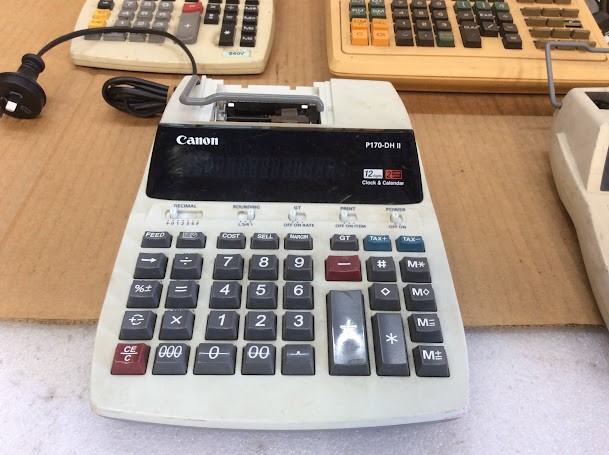 $40V
Canon
P170-DH II
12
2
Clock & Calendar
DECIMAL ROUNDING GT PRINT POWER
OFF ON RATE OFF ON ITEM OFF ON
FEED COST SELL MARGIN GT TAX+ TAX−
→ ÷ 7 8 9 − # M*
%± = 4 5 6 ◇ M◇
× 1 2 3 + * M=
CE/C 000 0 00 . M±